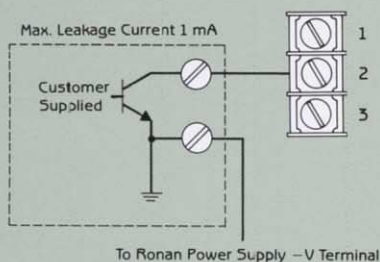 Max. Leakage Current 1 mA
1
Customer
Supplied
2
3
To Ronan Power Supply –V Terminal